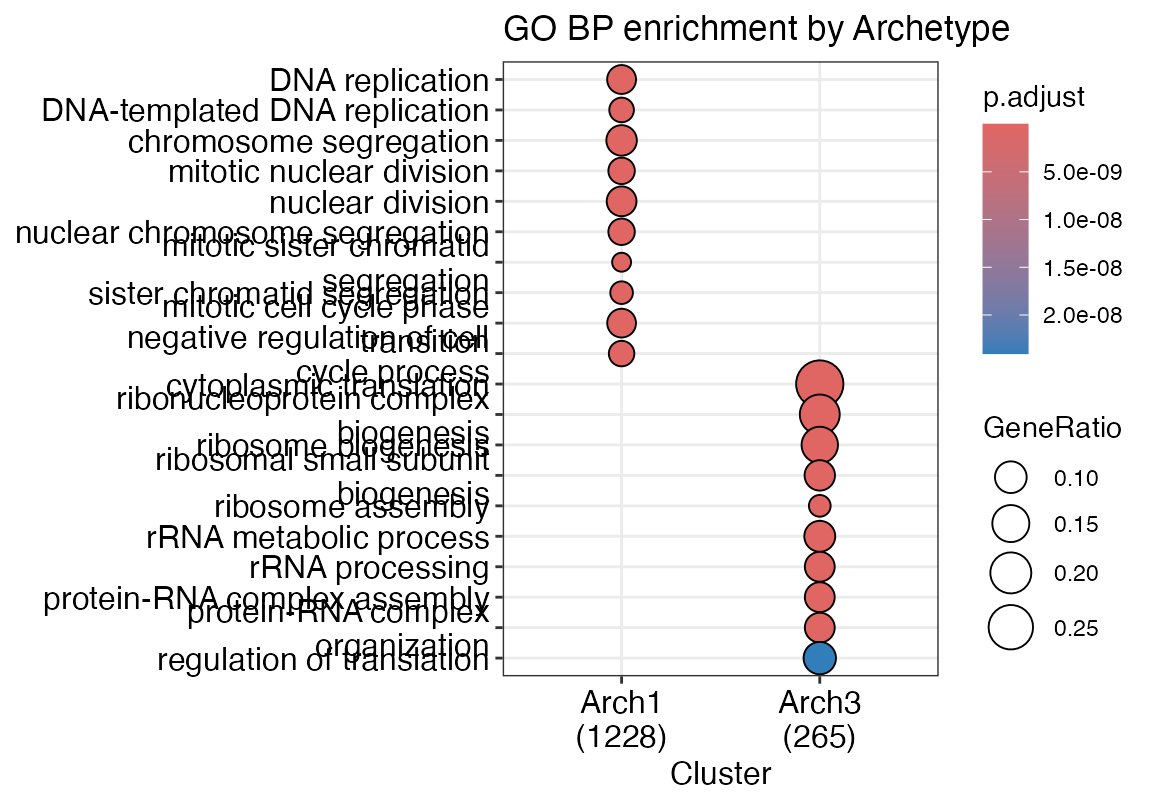 GO BP enrichment by Archetype
DNA replication
DNA-templated DNA replication
chromosome segregation
mitotic nuclear division
nuclear division
nuclear chromosome segregation
mitotic sister chromatid
segregation
sister chromatid segregation
mitotic cell cycle phase
transition
negative regulation of cell
cycle process
cytoplasmic translation
ribonucleoprotein complex
biogenesis
ribosome biogenesis
ribosomal small subunit
biogenesis
ribosome assembly
rRNA metabolic process
rRNA processing
protein-RNA complex assembly
protein-RNA complex
organization
regulation of translation
Arch1
(1228)
Arch3
(265)
Cluster
p.adjust
5.0e-09
1.0e-08
1.5e-08
2.0e-08
GeneRatio
0.10
0.15
0.20
0.25